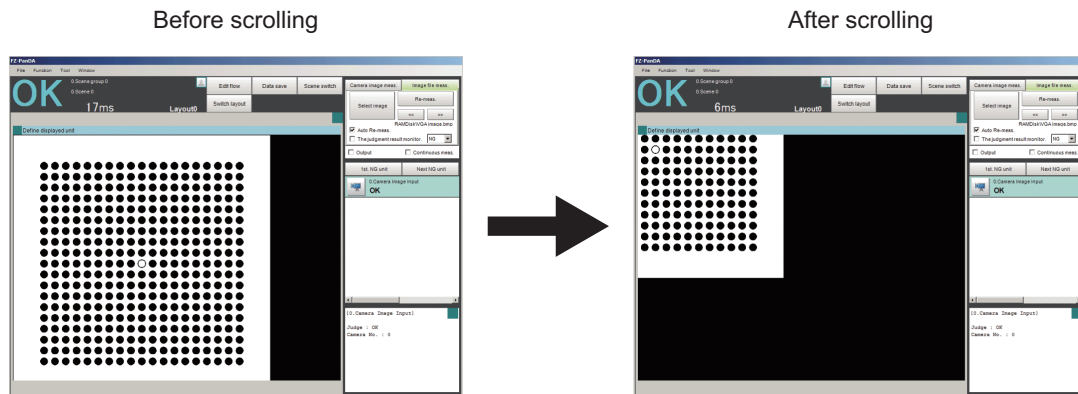 Before scrolling
After scrolling
FZ-PanDA
File Function Tool Window
OK
0.Scene group 0
0.Scene 0
17ms
Layout0
Edit flow
Data save
Scene switch
Switch layout
Define displayed unit
Camera image meas.
Image file meas.
Select image
Re-meas.
<< >>
RAMDisk\VGA image.bmp
Auto Re-meas.
The judgment result monitor. NG
Output
Continuous meas.
1st. NG unit
Next NG unit
0.Camera Image Input
OK
[0.Camera Image Input]
Judge : OK
Camera No. : 0
FZ-PanDA
File Function Tool Window
OK
0.Scene group 0
0.Scene 0
6ms
Layout0
Edit flow
Data save
Scene switch
Switch layout
Define displayed unit
Camera image meas.
Image file meas.
Select image
Re-meas.
<< >>
RAMDisk\VGA image.bmp
Auto Re-meas.
The judgment result monitor. NG
Output
Continuous meas.
1st. NG unit
Next NG unit
0.Camera Image Input
OK
[0.Camera Image Input]
Judge : OK
Camera No. : 0